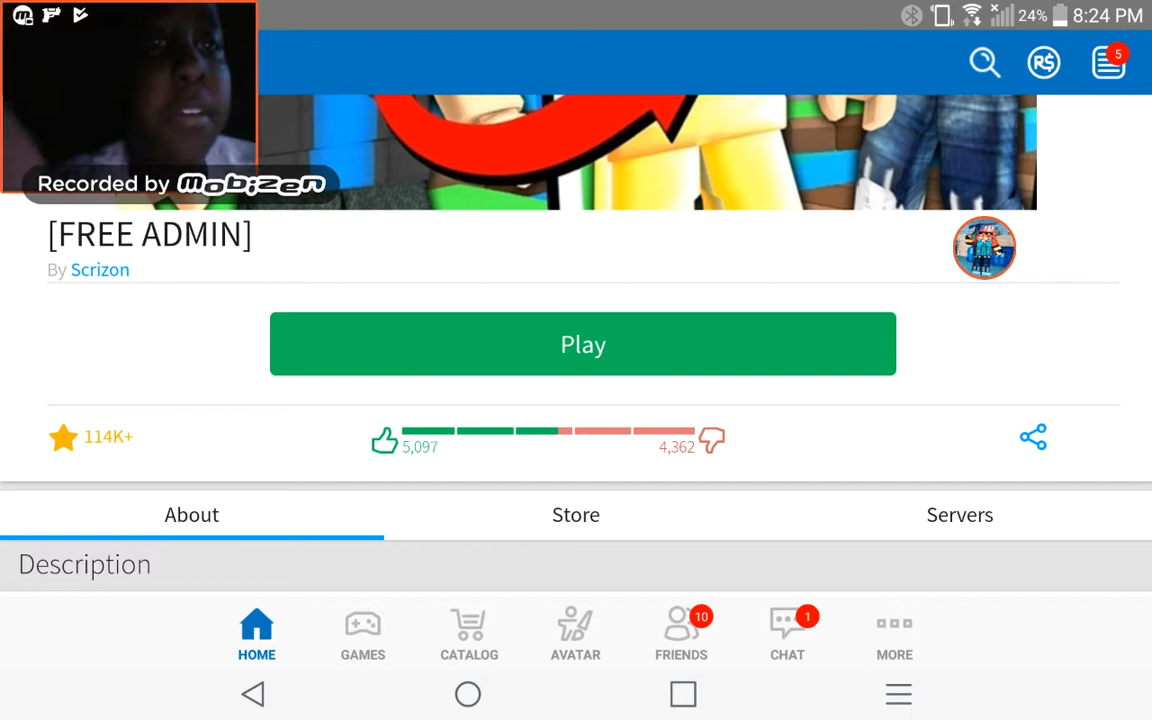 24% 8:24 PM
R$ 5
Recorded by mobizen
[FREE ADMIN]
By Scrizon
Play
114K+
5,097
4,362
About Store Servers
Description
10 1
HOME GAMES CATALOG AVATAR FRIENDS CHAT MORE